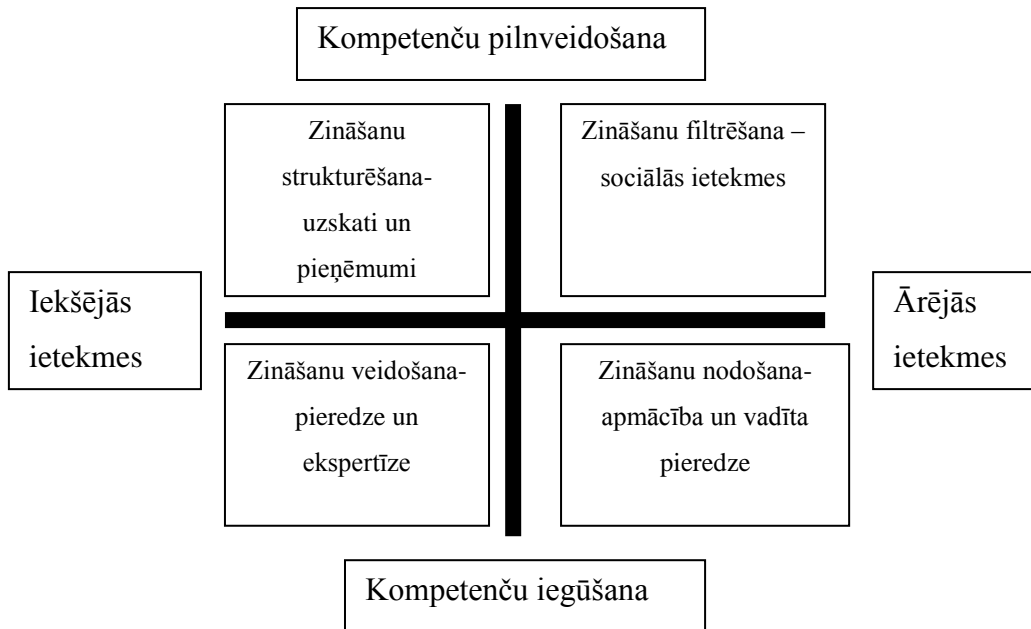 Kompetenču pilnveidošana
Zināšanu
strukturēšana-
uzskati un
pieņēmumi
Zināšanu filtrēšana –
sociālās ietekmes
Iekšējās
ietekmes
Ārējās
ietekmes
Zināšanu veidošana-
pieredze un
ekspertīze
Zināšanu nodošana-
apmācība un vadīta
pieredze
Kompetenču iegūšana